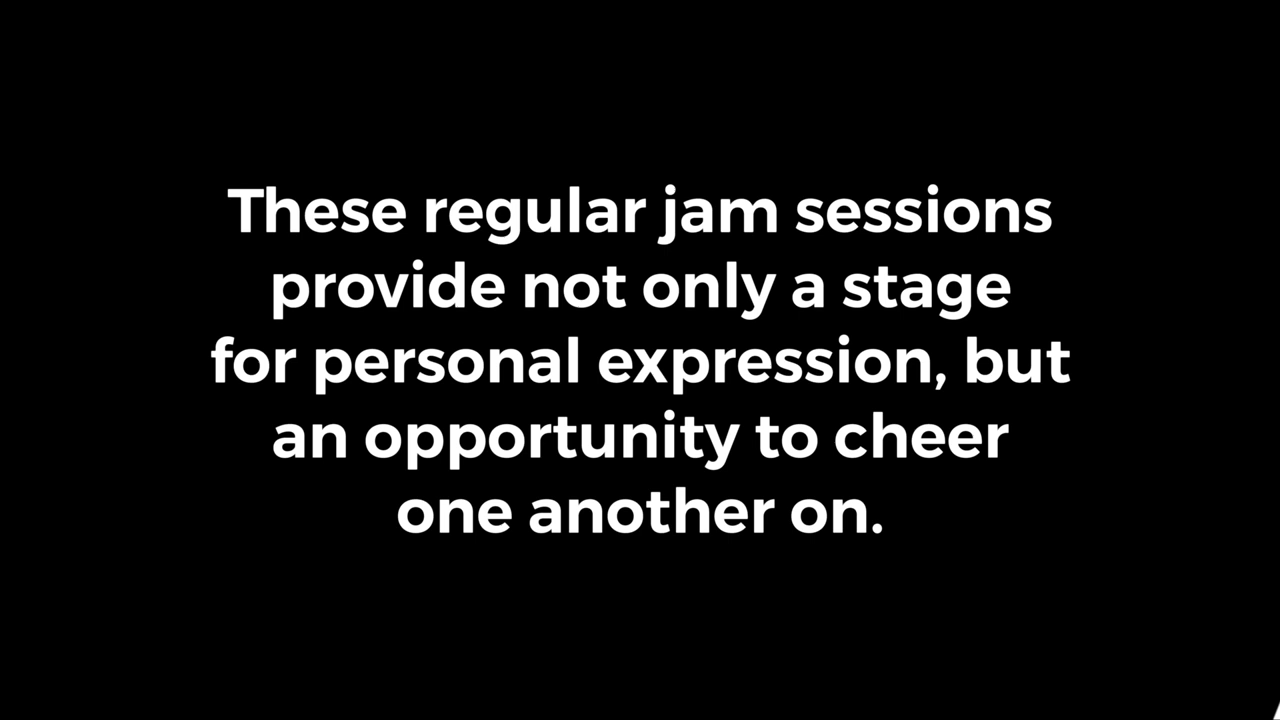 These regular jam sessions
provide not only a stage
for personal expression, but
an opportunity to cheer
one another on.